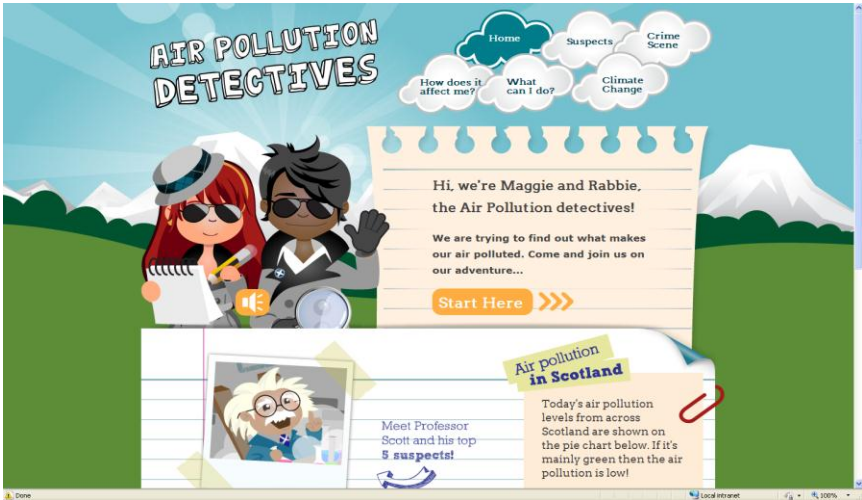 AIR POLLUTION
DETECTIVES
Home
Suspects
Crime
Scene
How does it
affect me?
What
can I do?
Climate
Change
Hi, we're Maggie and Rabbie,
the Air Pollution detectives!
We are trying to find out what makes
our air polluted. Come and join us on
our adventure...
Start Here
Air pollution
in Scotland
Meet Professor
Scott and his top
5 suspects!
Today's air pollution
levels from across
Scotland are shown on
the pie chart below. If it's
mainly green then the air
pollution is low!
Done
Local intranet
100%